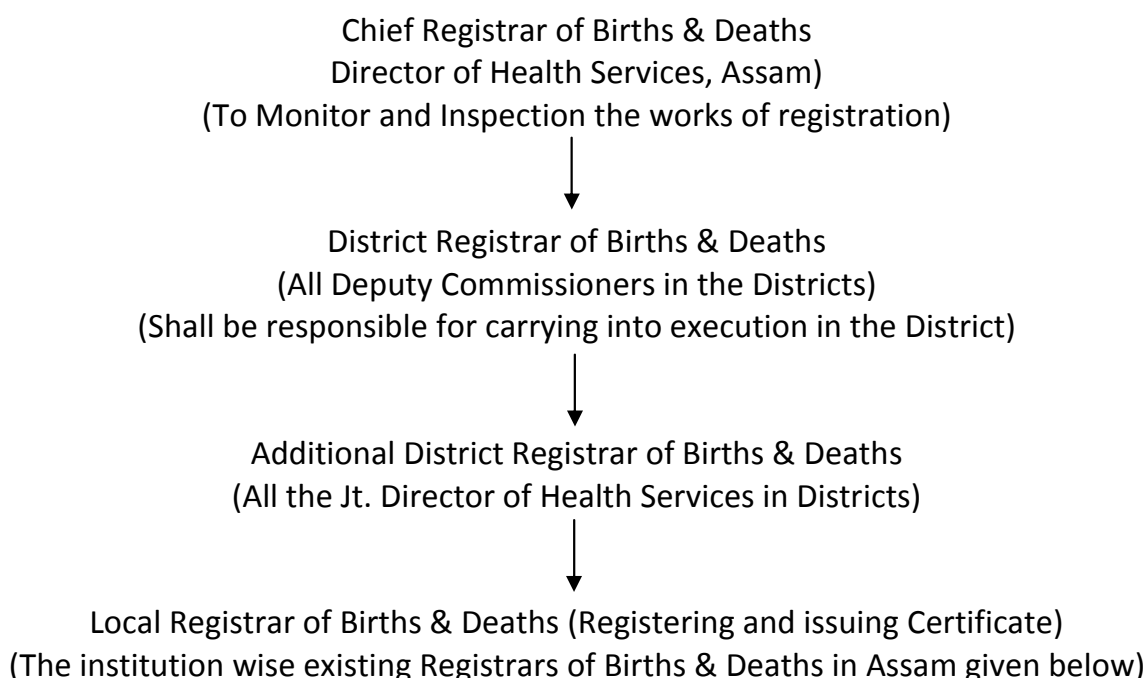 Chief Registrar of Births & Deaths
Director of Health Services, Assam)
(To Monitor and Inspection the works of registration)
District Registrar of Births & Deaths
(All Deputy Commissioners in the Districts)
(Shall be responsible for carrying into execution in the District)
Additional District Registrar of Births & Deaths
(All the Jt. Director of Health Services in Districts)
Local Registrar of Births & Deaths (Registering and issuing Certificate)
(The institution wise existing Registrars of Births & Deaths in Assam given below)